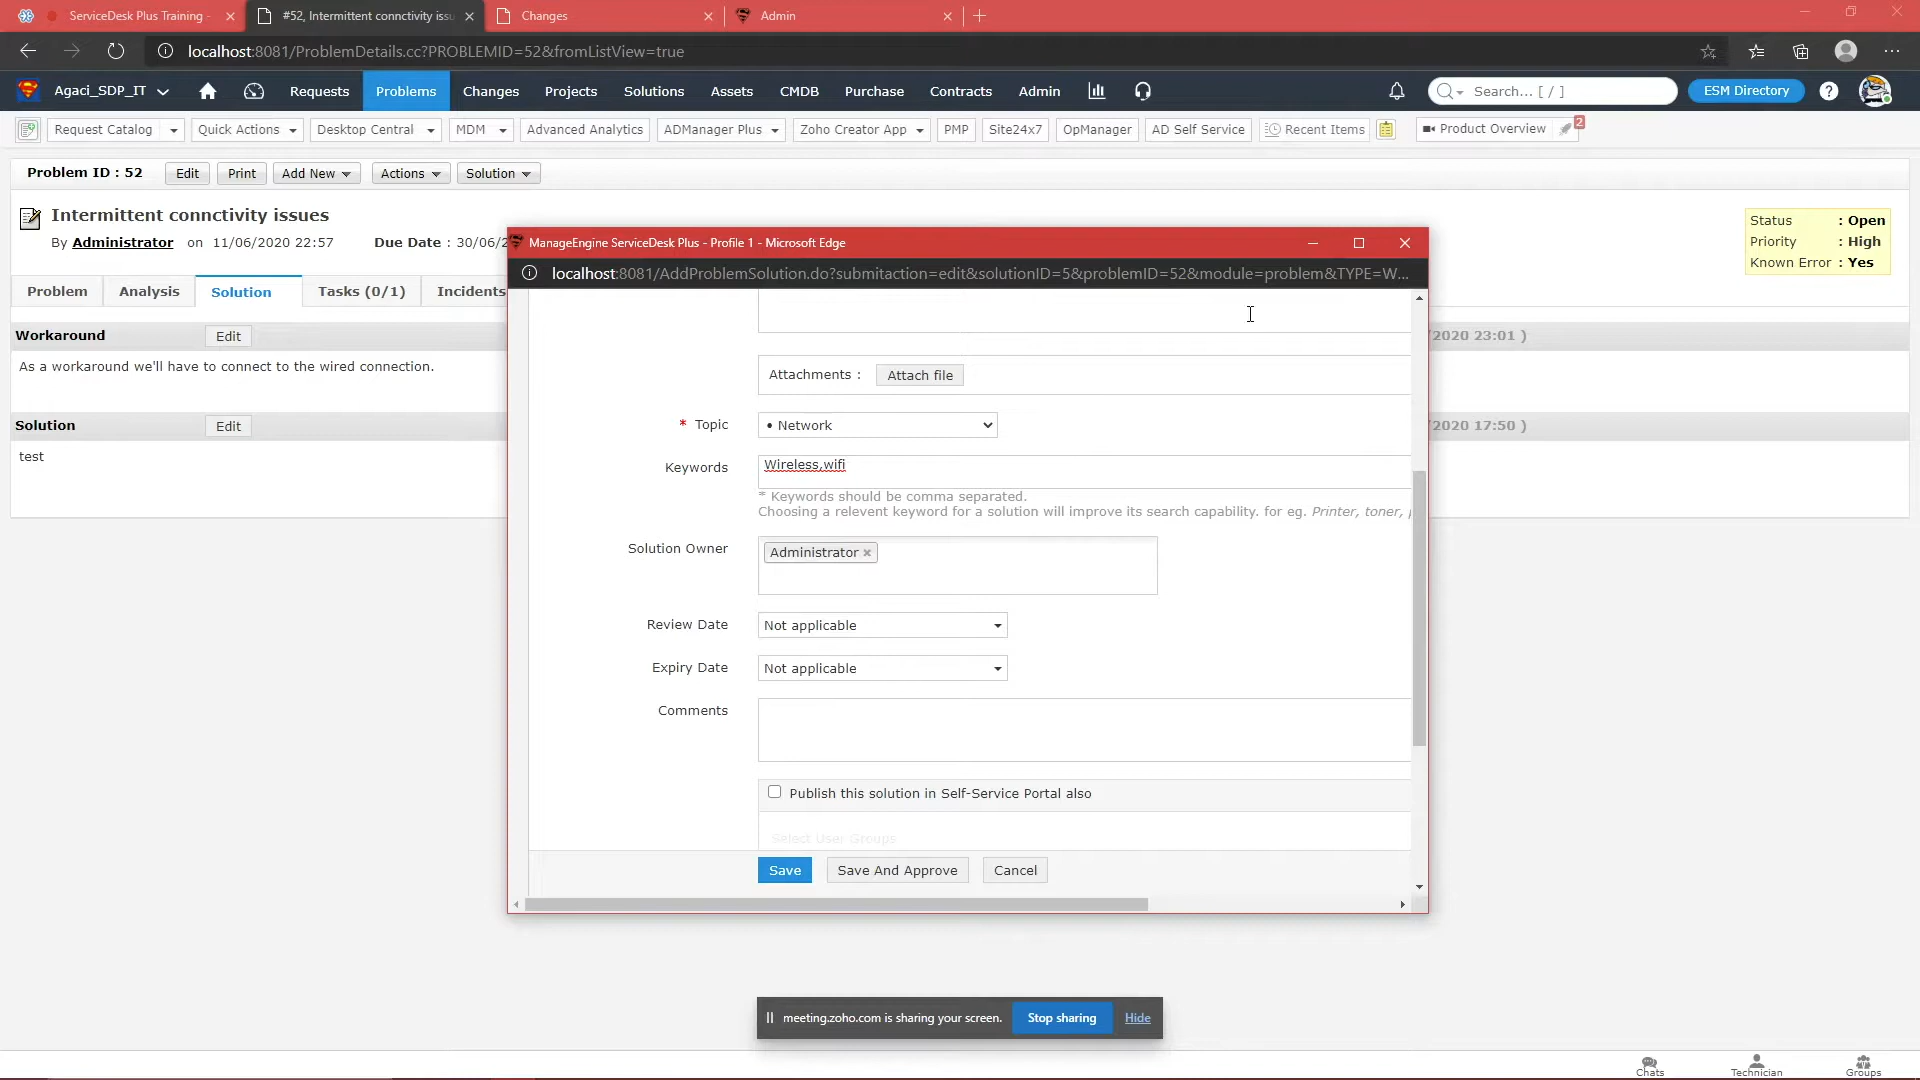 ServiceDesk Plus Training -
#52, Intermittent connctivity issu
Changes
Admin
localhost:8081/ProblemDetails.cc?PROBLEMID=52&fromListView=true
Agaci_SDP_IT
Requests
Problems
Changes
Projects
Solutions
Assets
CMDB
Purchase
Contracts
Admin
Search... [ / ]
ESM Directory
Request Catalog
Quick Actions
Desktop Central
MDM
Advanced Analytics
ADManager Plus
Zoho Creator App
PMP
Site24x7
OpManager
AD Self Service
Recent Items
Product Overview
2
Problem ID : 52
Edit
Print
Add New
Actions
Solution
Intermittent connctivity issues
By Administrator on 11/06/2020 22:57
Due Date : 30/06/2
Status : Open
Priority : High
Known Error : Yes
Problem
Analysis
Solution
Tasks (0/1)
Incidents
Workaround
Edit
/2020 23:01 )
As a workaround we'll have to connect to the wired connection.
Solution
Edit
/2020 17:50 )
test
ManageEngine ServiceDesk Plus - Profile 1 - Microsoft Edge
localhost:8081/AddProblemSolution.do?submitaction=edit&solutionID=5&problemID=52&module=problem&TYPE=W...
Attachments :
Attach file
* Topic
• Network
Keywords
Wireless,wifi
* Keywords should be comma separated.
Choosing a relevent keyword for a solution will improve its search capability. for eg. Printer, toner,
Solution Owner
Administrator ×
Review Date
Not applicable
Expiry Date
Not applicable
Comments
Publish this solution in Self-Service Portal also
Select User Groups
Save
Save And Approve
Cancel
meeting.zoho.com is sharing your screen.
Stop sharing
Hide
Chats
Technician
Groups